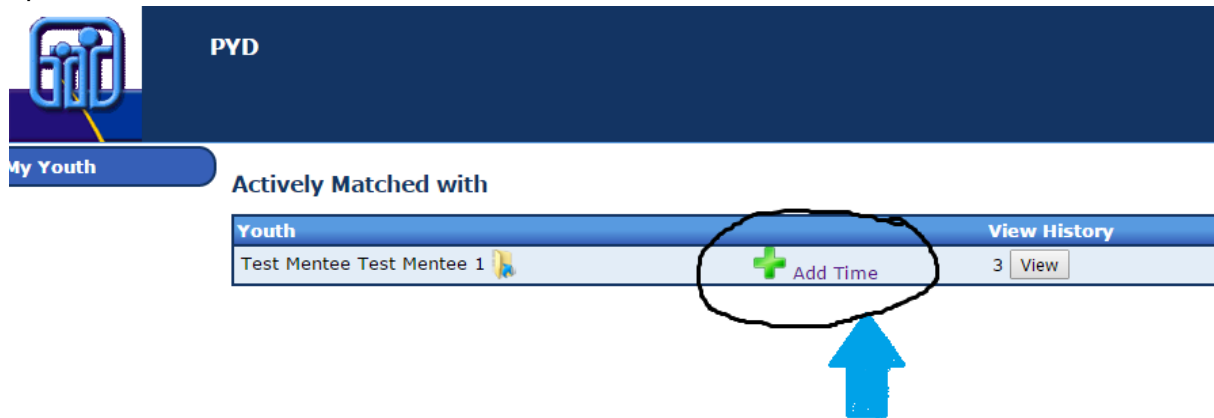 PYD
My Youth
Actively Matched with
Youth View History
Test Mentee Test Mentee 1 Add Time 3 View